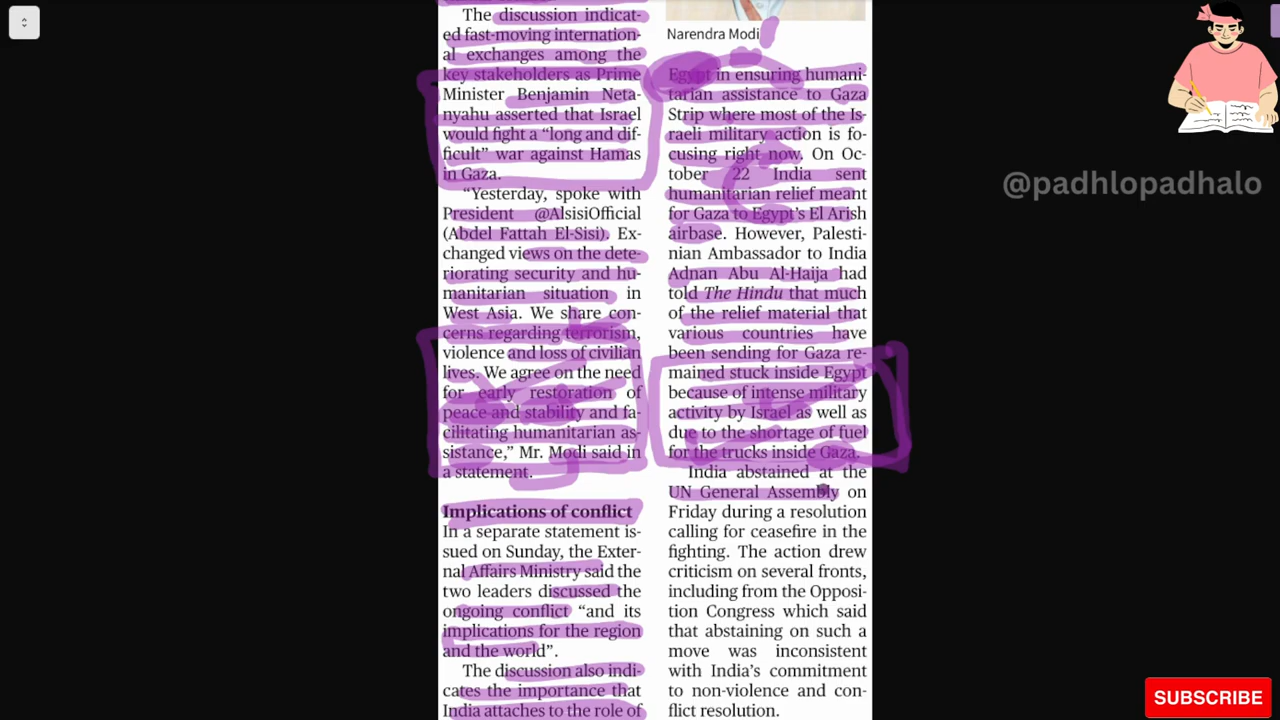 The discussion indicat-
ed fast-moving internation-
al exchanges among the
key stakeholders as Prime
Minister Benjamin Neta-
nyahu asserted that Israel
would fight a “long and dif-
ficult” war against Hamas
in Gaza.
“Yesterday, spoke with
President @AlsisiOfficial
(Abdel Fattah El-Sisi). Ex-
changed views on the dete-
riorating security and hu-
manitarian situation in
West Asia. We share con-
cerns regarding terrorism,
violence and loss of civilian
lives. We agree on the need
for early restoration of
peace and stability and fa-
cilitating humanitarian as-
sistance,” Mr. Modi said in
a statement.
Implications of conflict
In a separate statement is-
sued on Sunday, the Exter-
nal Affairs Ministry said the
two leaders discussed the
ongoing conflict “and its
implications for the region
and the world”.
The discussion also indi-
cates the importance that
India attaches to the role of
Narendra Modi
Egypt in ensuring humani-
tarian assistance to Gaza
Strip where most of the Is-
raeli military action is fo-
cusing right now. On Oc-
tober 22 India sent
humanitarian relief meant
for Gaza to Egypt’s El Arish
airbase. However, Palesti-
nian Ambassador to India
Adnan Abu Al-Haija had
told The Hindu that much
of the relief material that
various countries have
been sending for Gaza re-
mained stuck inside Egypt
because of intense military
activity by Israel as well as
due to the shortage of fuel
for the trucks inside Gaza.
India abstained at the
UN General Assembly on
Friday during a resolution
calling for ceasefire in the
fighting. The action drew
criticism on several fronts,
including from the Opposi-
tion Congress which said
that abstaining on such a
move was inconsistent
with India’s commitment
to non-violence and con-
flict resolution.
@padhlopadhalo
SUBSCRIBE